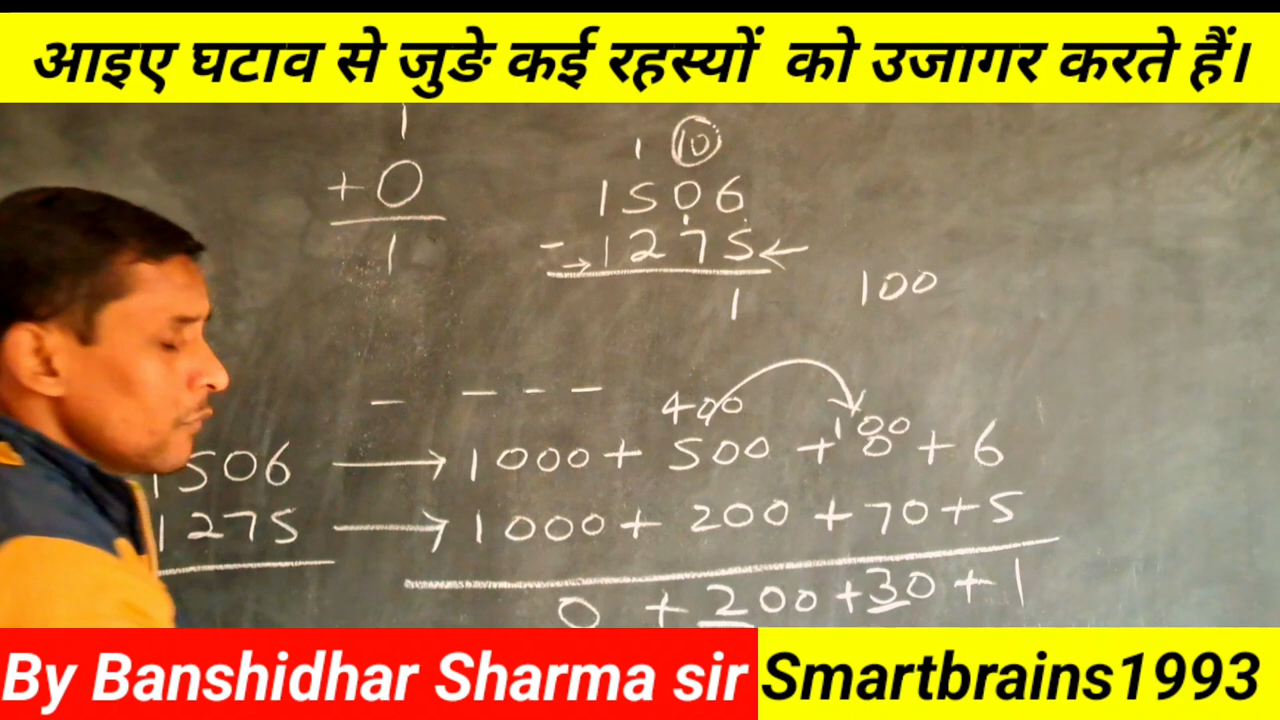 आइए घटाव से जुङे कई रहस्यों को उजागर करते हैं।
1
+0
1
1 10
1506
- 1275
1
100
- - - -
400 100
1506 → 1000 + 500 + 0 + 6
1275 → 1000 + 200 + 70 + 5
0 + 200 + 30 + 1
By Banshidhar Sharma sir Smartbrains1993